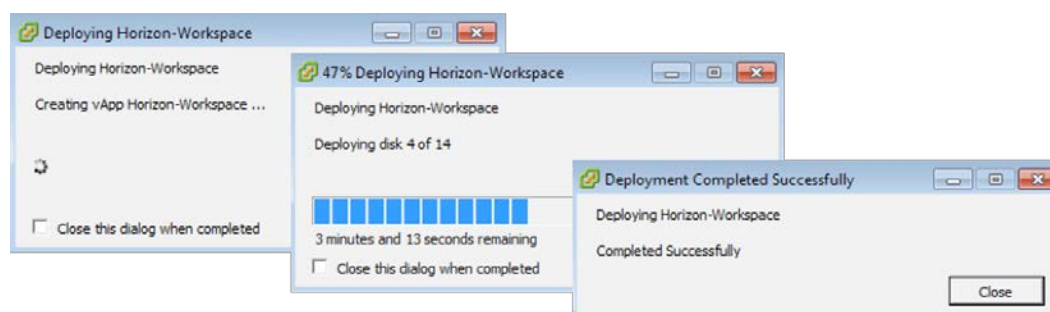 Deploying Horizon-Workspace
Deploying Horizon-Workspace
Creating vApp Horizon-Workspace ...
Close this dialog when completed
47% Deploying Horizon-Workspace
Deploying Horizon-Workspace
Deploying disk 4 of 14
3 minutes and 13 seconds remaining
Close this dialog when completed
Deployment Completed Successfully
Deploying Horizon-Workspace
Completed Successfully
Close